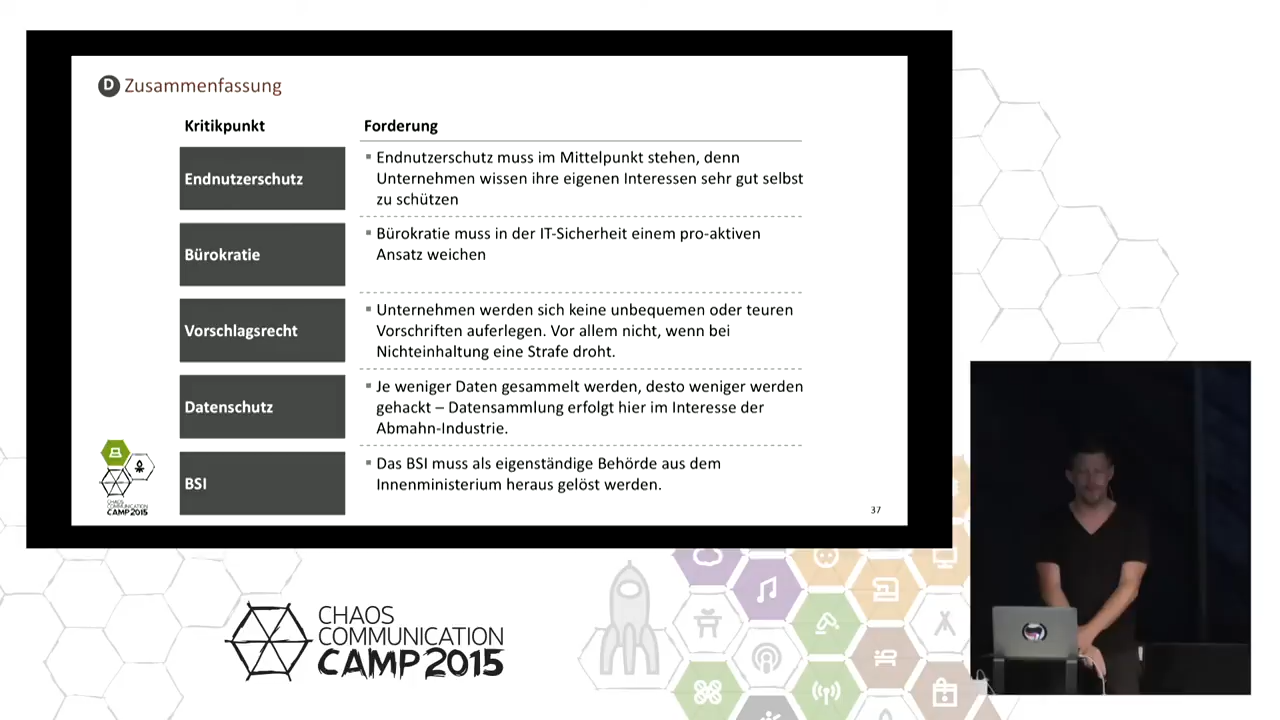 D Zusammenfassung
Kritikpunkt
Forderung
Endnutzerschutz
▪ Endnutzerschutz muss im Mittelpunkt stehen, denn
Unternehmen wissen ihre eigenen Interessen sehr gut selbst
zu schützen
Bürokratie
▪ Bürokratie muss in der IT-Sicherheit einem pro-aktiven
Ansatz weichen
Vorschlagsrecht
▪ Unternehmen werden sich keine unbequemen oder teuren
Vorschriften auferlegen. Vor allem nicht, wenn bei
Nichteinhaltung eine Strafe droht.
Datenschutz
▪ Je weniger Daten gesammelt werden, desto weniger werden
gehackt – Datensammlung erfolgt hier im Interesse der
Abmahn-Industrie.
BSI
▪ Das BSI muss als eigenständige Behörde aus dem
Innenministerium heraus gelöst werden.
CHAOS
COMMUNICATION
CAMP 2015
37
CHAOS
COMMUNICATION
CAMP 2015